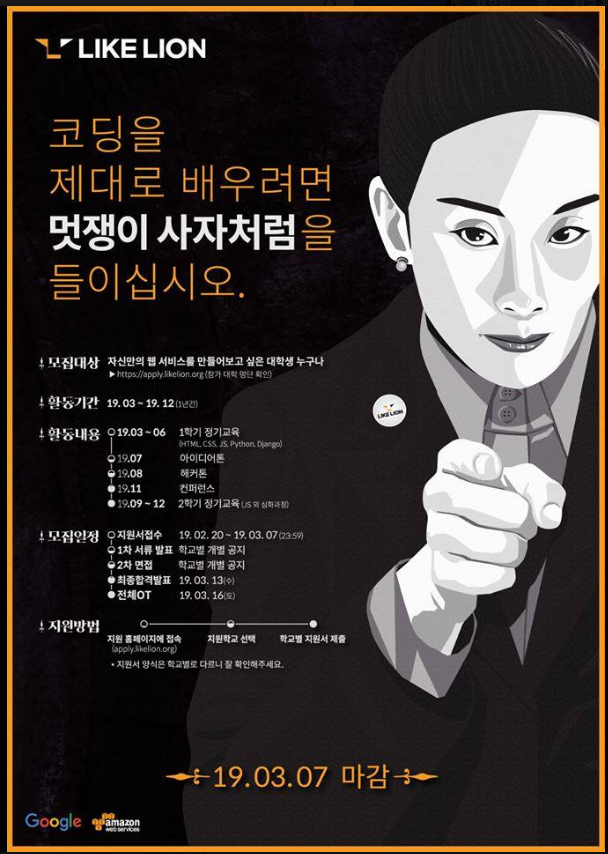 LIKE LION
코딩을
제대로 배우려면
멋쟁이 사자처럼을
들이십시오.
모집대상 자신만의 웹 서비스를 만들어보고 싶은 대학생 누구나
▶ https://apply.likelion.org (참가 대학 명단 확인)
활동기간 19. 03 ~ 19. 12 (1년간)
활동내용 19.03 ~ 06 1학기 정기교육
(HTML, CSS, JS, Python, Django)
19.07 아이디어톤
19.08 해커톤
19.11 컨퍼런스
19.09 ~ 12 2학기 정기교육 (JS 외 심화과정)
LIKE LION
모집일정 지원서접수 19. 02. 20 ~ 19. 03. 07 (23:59)
1차 서류 발표 학교별 개별 공지
2차 면접 학교별 개별 공지
최종합격발표 19. 03. 13(수)
전체OT 19. 03. 16(토)
지원방법
지원 홈페이지에 접속 지원학교 선택 학교별 지원서 제출
(apply.likelion.org)
* 지원서 양식은 학교별로 다르니 잘 확인해주세요.
19.03.07 마감
Google amazon
web services